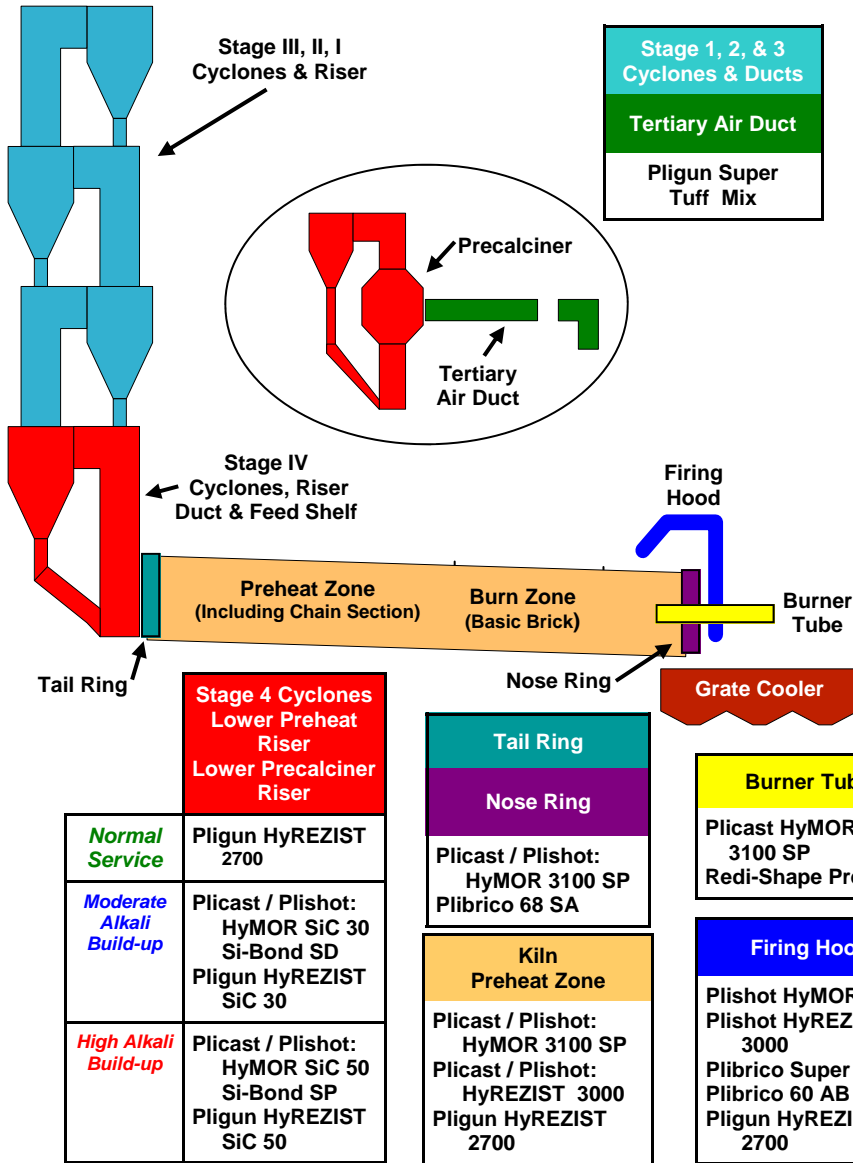 Stage III, II, I
Cyclones & Riser
Stage 1, 2, & 3
Cyclones & Ducts
Tertiary Air Duct
Pligun Super
Tuff Mix
Precalciner
Tertiary
Air Duct
Stage IV
Cyclones, Riser
Duct & Feed Shelf
Firing
Hood
Preheat Zone
(Including Chain Section)
Burn Zone
(Basic Brick)
Burner
Tube
Tail Ring
Nose Ring
Grate Cooler
Stage 4 Cyclones
Lower Preheat
Riser
Lower Precalciner
Riser
Normal
Service
Pligun HyREZIST
2700
Moderate
Alkali
Build-up
Plicast / Plishot:
HyMOR SiC 30
Si-Bond SD
Pligun HyREZIST
SiC 30
High Alkali
Build-up
Plicast / Plishot:
HyMOR SiC 50
Si-Bond SP
Pligun HyREZIST
SiC 50
Tail Ring
Nose Ring
Plicast / Plishot:
HyMOR 3100 SP
Plibrico 68 SA
Kiln
Preheat Zone
Plicast / Plishot:
HyMOR 3100 SP
Plicast / Plishot:
HyREZIST 3000
Pligun HyREZIST
2700
Burner
Plicast HyMOR
3100 SP
Redi-Shape
Firing
Plishot HyMOR
Plishot
3000
Plibrico Super
Plibrico 60 AB
Pligun
2700